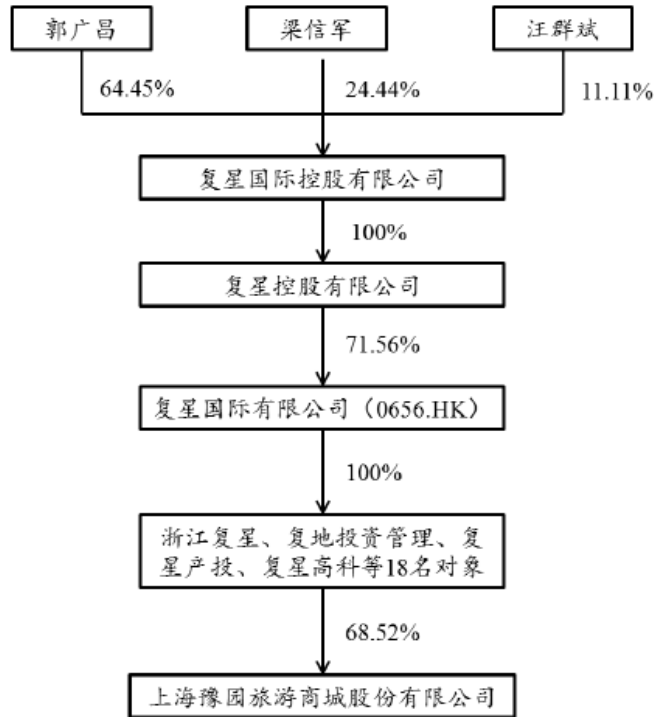 郭广昌 梁信军 汪群斌
64.45% 24.44% 11.11%
复星国际控股有限公司
100%
复星控股有限公司
71.56%
复星国际有限公司（0656.HK）
100%
浙江复星、复地投资管理、复
星产投、复星高科等18名对象
68.52%
上海豫园旅游商城股份有限公司